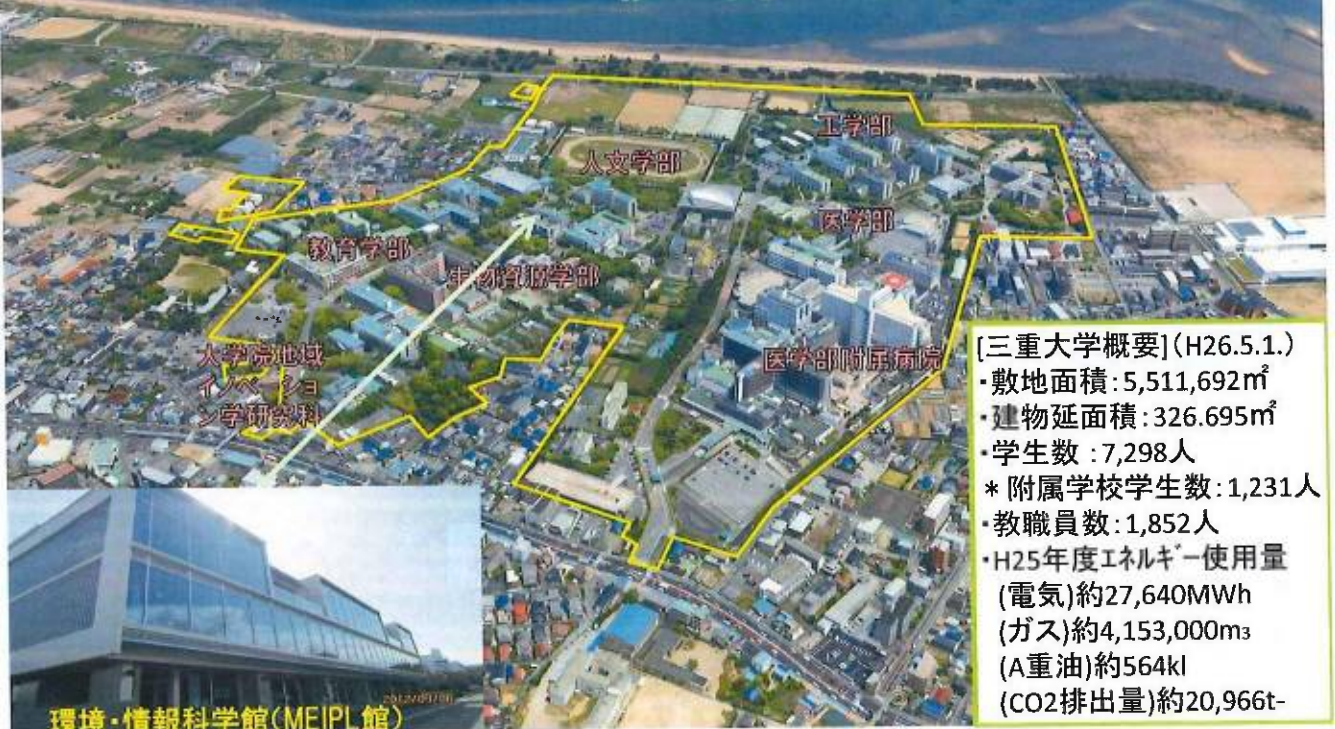 工学部
人文学部
医学部
教育学部
生物資源学部
大学院地域
イノベーショ
ン学研究科
医学部附属病院
[三重大学概要](H26.5.1.)
・敷地面積:5,511,692㎡
・建物延面積:326.695㎡
・学生数:7,298人
*附属学校学生数:1,231人
・教職員数:1,852人
・H25年度エネルギー使用量
(電気)約27,640MWh
(ガス)約4,153,000m3
(A重油)約564kl
(CO2排出量)約20,966t-
2012/09/06
環境・情報科学館(MEIPL館)